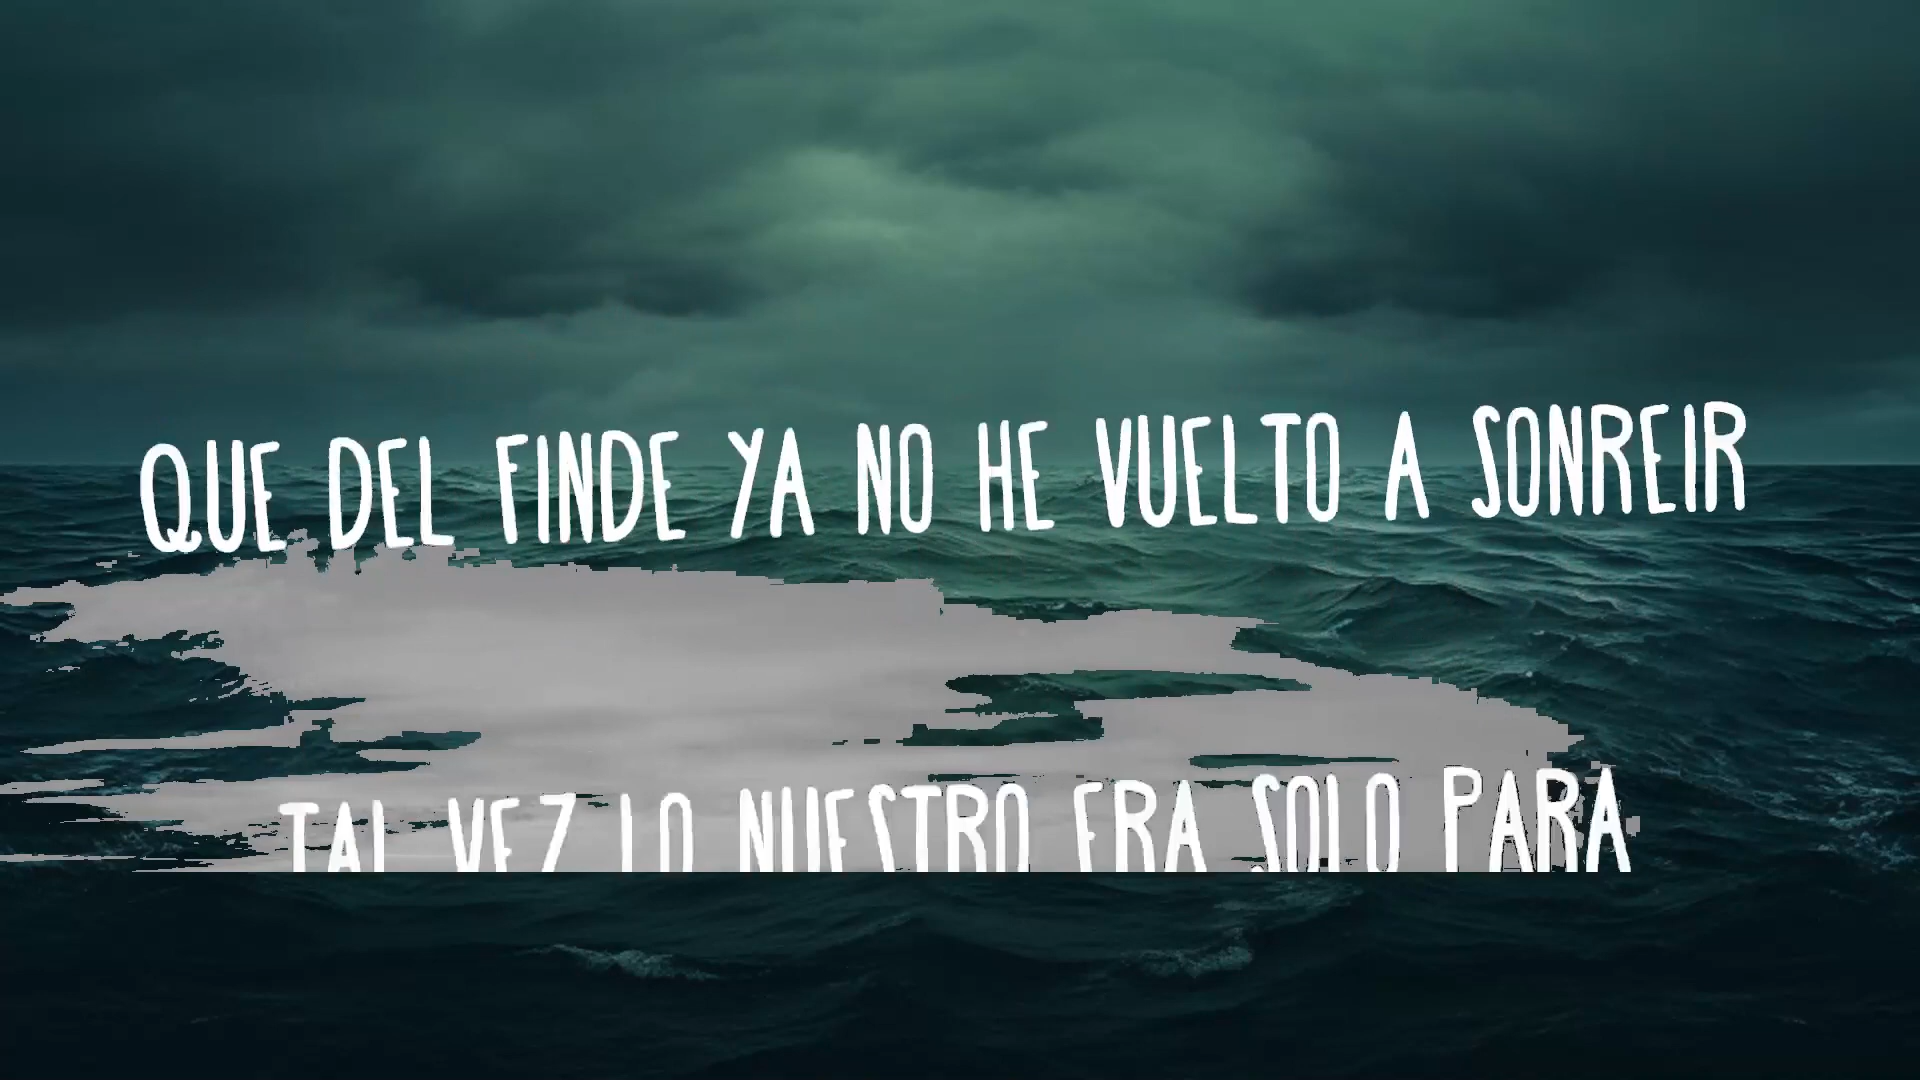 QUE DEL FINDE YA NO HE VUELTO A SONREIR
TAL VEZ LO NUESTRO ERA SOLO PARA